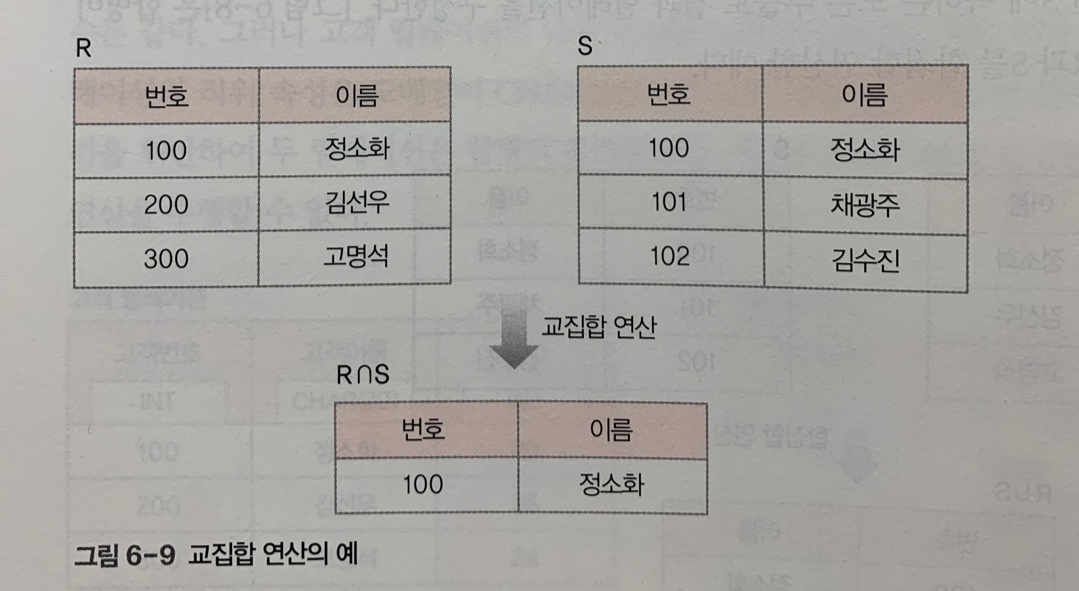 R
번호 이름
100 정소화
200 김선우
300 고명석
S
번호 이름
100 정소화
101 채광주
102 김수진
교집합 연산
R∩S
번호 이름
100 정소화
그림 6-9 교집합 연산의 예